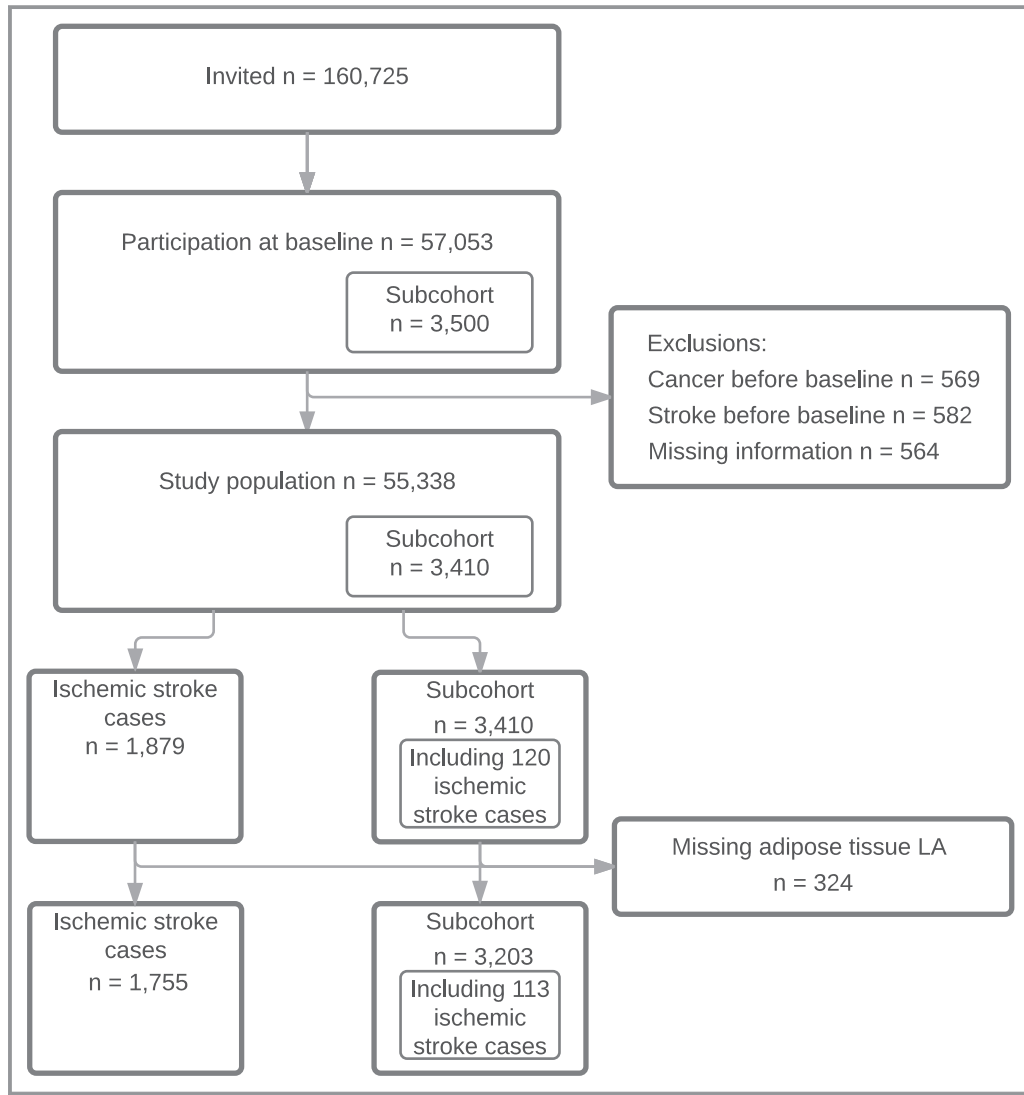 Invited n = 160,725
Participation at baseline n = 57,053
Subcohort
n = 3,500
Exclusions:
Cancer before baseline n = 569
Stroke before baseline n = 582
Missing information n = 564
Study population n = 55,338
Subcohort
n = 3,410
Ischemic stroke
cases
n = 1,879
Subcohort
n = 3,410
Including 120
ischemic
stroke cases
Missing adipose tissue LA
n = 324
Ischemic stroke
cases
n = 1,755
Subcohort
n = 3,203
Including 113
ischemic
stroke cases